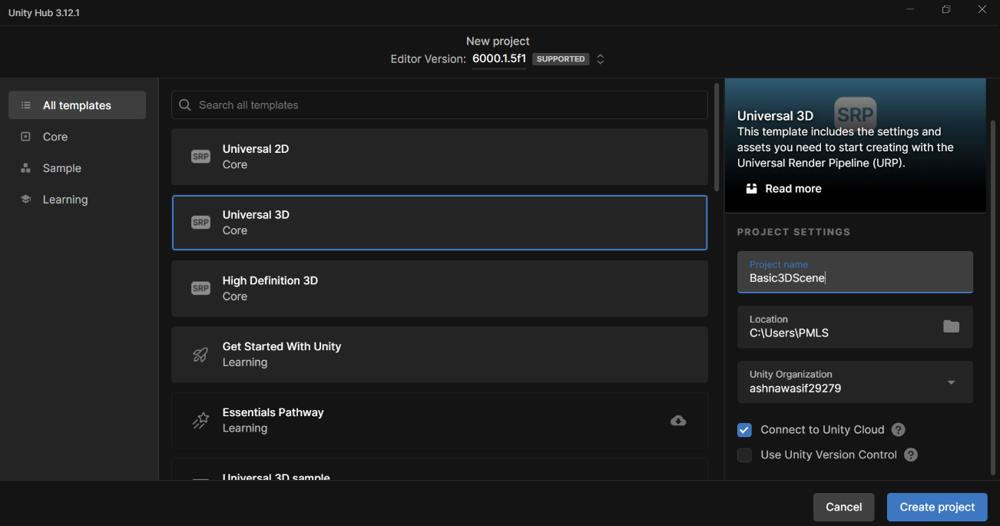 Unity Hub 3.12.1
New project
Editor Version: 6000.1.5f1 SUPPORTED
All templates
Core
Sample
Learning
Search all templates
SRP
Universal 2D
Core
SRP
Universal 3D
Core
SRP
High Definition 3D
Core
Get Started With Unity
Learning
Essentials Pathway
Learning
Universal 3D sample
SRP
Universal 3D
This template includes the settings and
assets you need to start creating with the
Universal Render Pipeline (URP).
Read more
PROJECT SETTINGS
Project name
Basic3DScene
Location
C:\Users\PMLS
Unity Organization
ashnawasif29279
Connect to Unity Cloud ?
Use Unity Version Control ?
Cancel
Create project